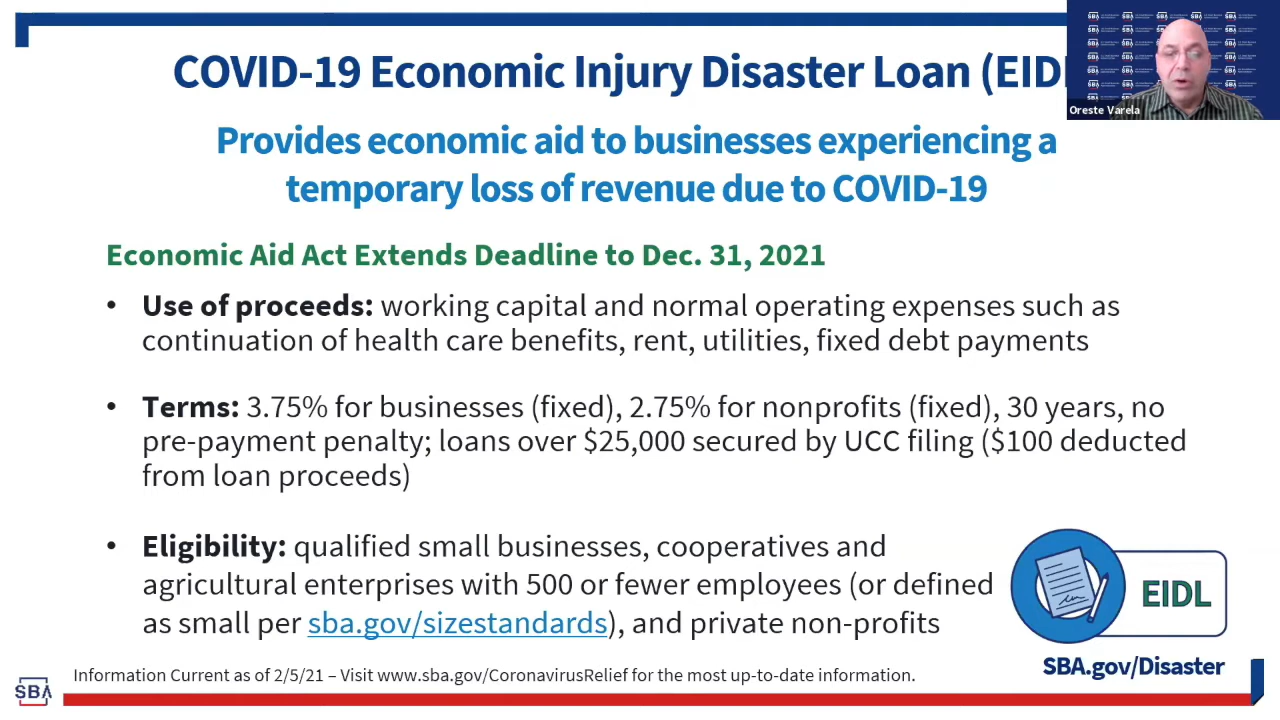 COVID-19 Economic Injury Disaster Loan (EIDL
Oreste Varela
Provides economic aid to businesses experiencing a
temporary loss of revenue due to COVID-19
Economic Aid Act Extends Deadline to Dec. 31, 2021
• Use of proceeds: working capital and normal operating expenses such as
continuation of health care benefits, rent, utilities, fixed debt payments
• Terms: 3.75% for businesses (fixed), 2.75% for nonprofits (fixed), 30 years, no
pre-payment penalty; loans over $25,000 secured by UCC filing ($100 deducted
from loan proceeds)
• Eligibility: qualified small businesses, cooperatives and
agricultural enterprises with 500 or fewer employees (or defined
as small per sba.gov/sizestandards), and private non-profits
EIDL
SBA.gov/Disaster
Information Current as of 2/5/21 – Visit www.sba.gov/CoronavirusRelief for the most up-to-date information.
SBA